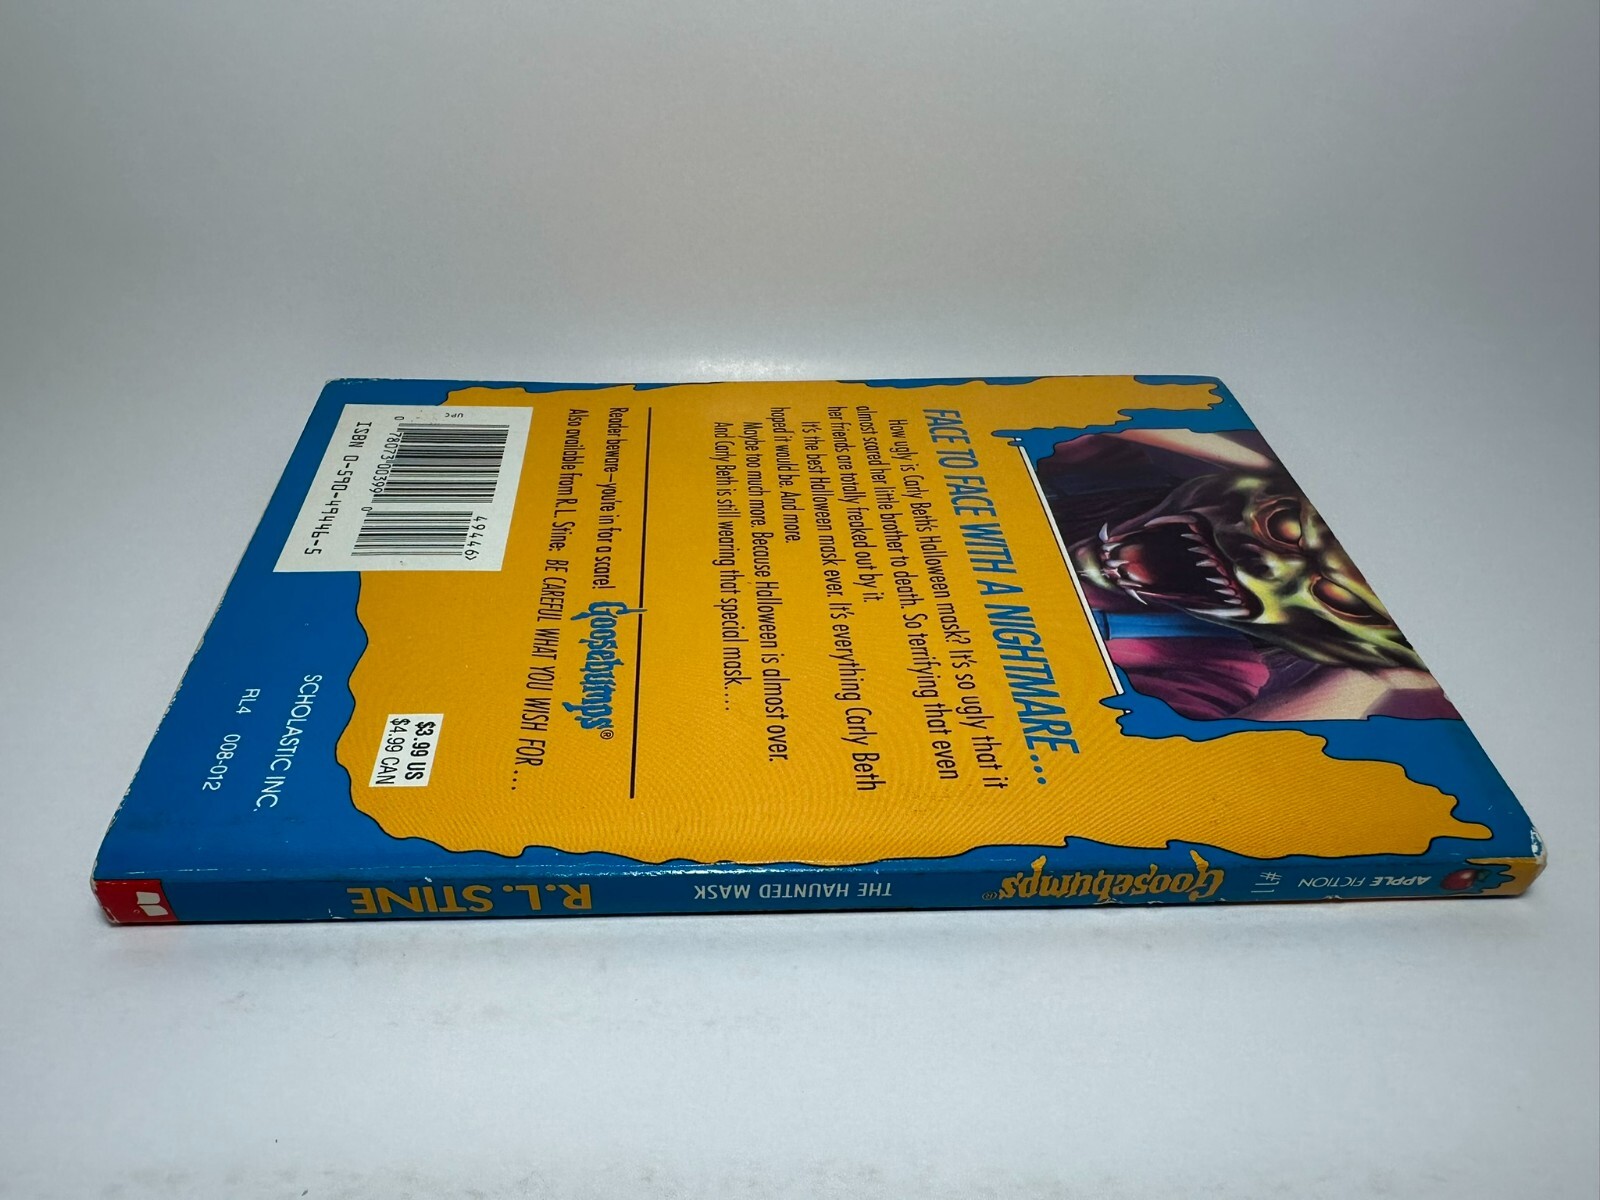 FACE TO FACE WITH A NIGHTMARE...
How ugly is Carly Beth's Halloween mask? It's so ugly that it
almost scared her little brother to death. So terrifying that even
her friends are totally freaked out by it.
It's the best Halloween mask ever. It's everything Carly Beth
hoped it would be. And more.
Maybe too much more. Because Halloween is almost over.
And Carly Beth is still wearing that special mask....
Reader beware—you're in for a scare! Goosebumps®
Also available from R.L. Stine: BE CAREFUL WHAT YOU WISH FOR...
$3.99 US
$4.99 CAN
UPC
0 78073 00399 0
49446>
ISBN 0-590-49446-5
SCHOLASTIC INC.
RL4 008-012
APPLE FICTION
#11
Goosebumps®
THE HAUNTED MASK
R.L. STINE